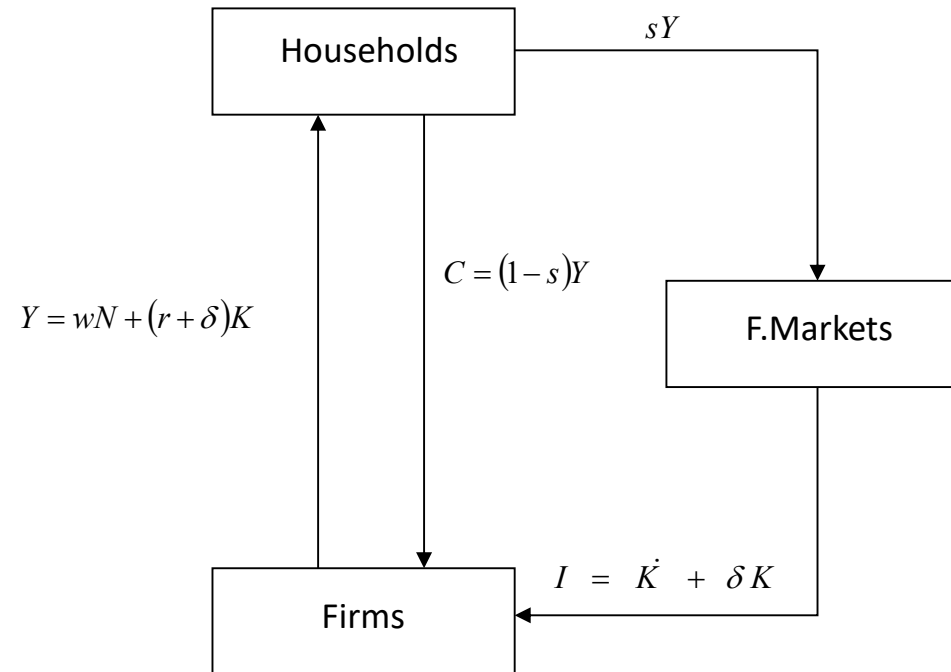 Households
sY
C = (1 − s)Y
Y = wN + (r + δ)K
F.Markets
I = K̇ + δK
Firms